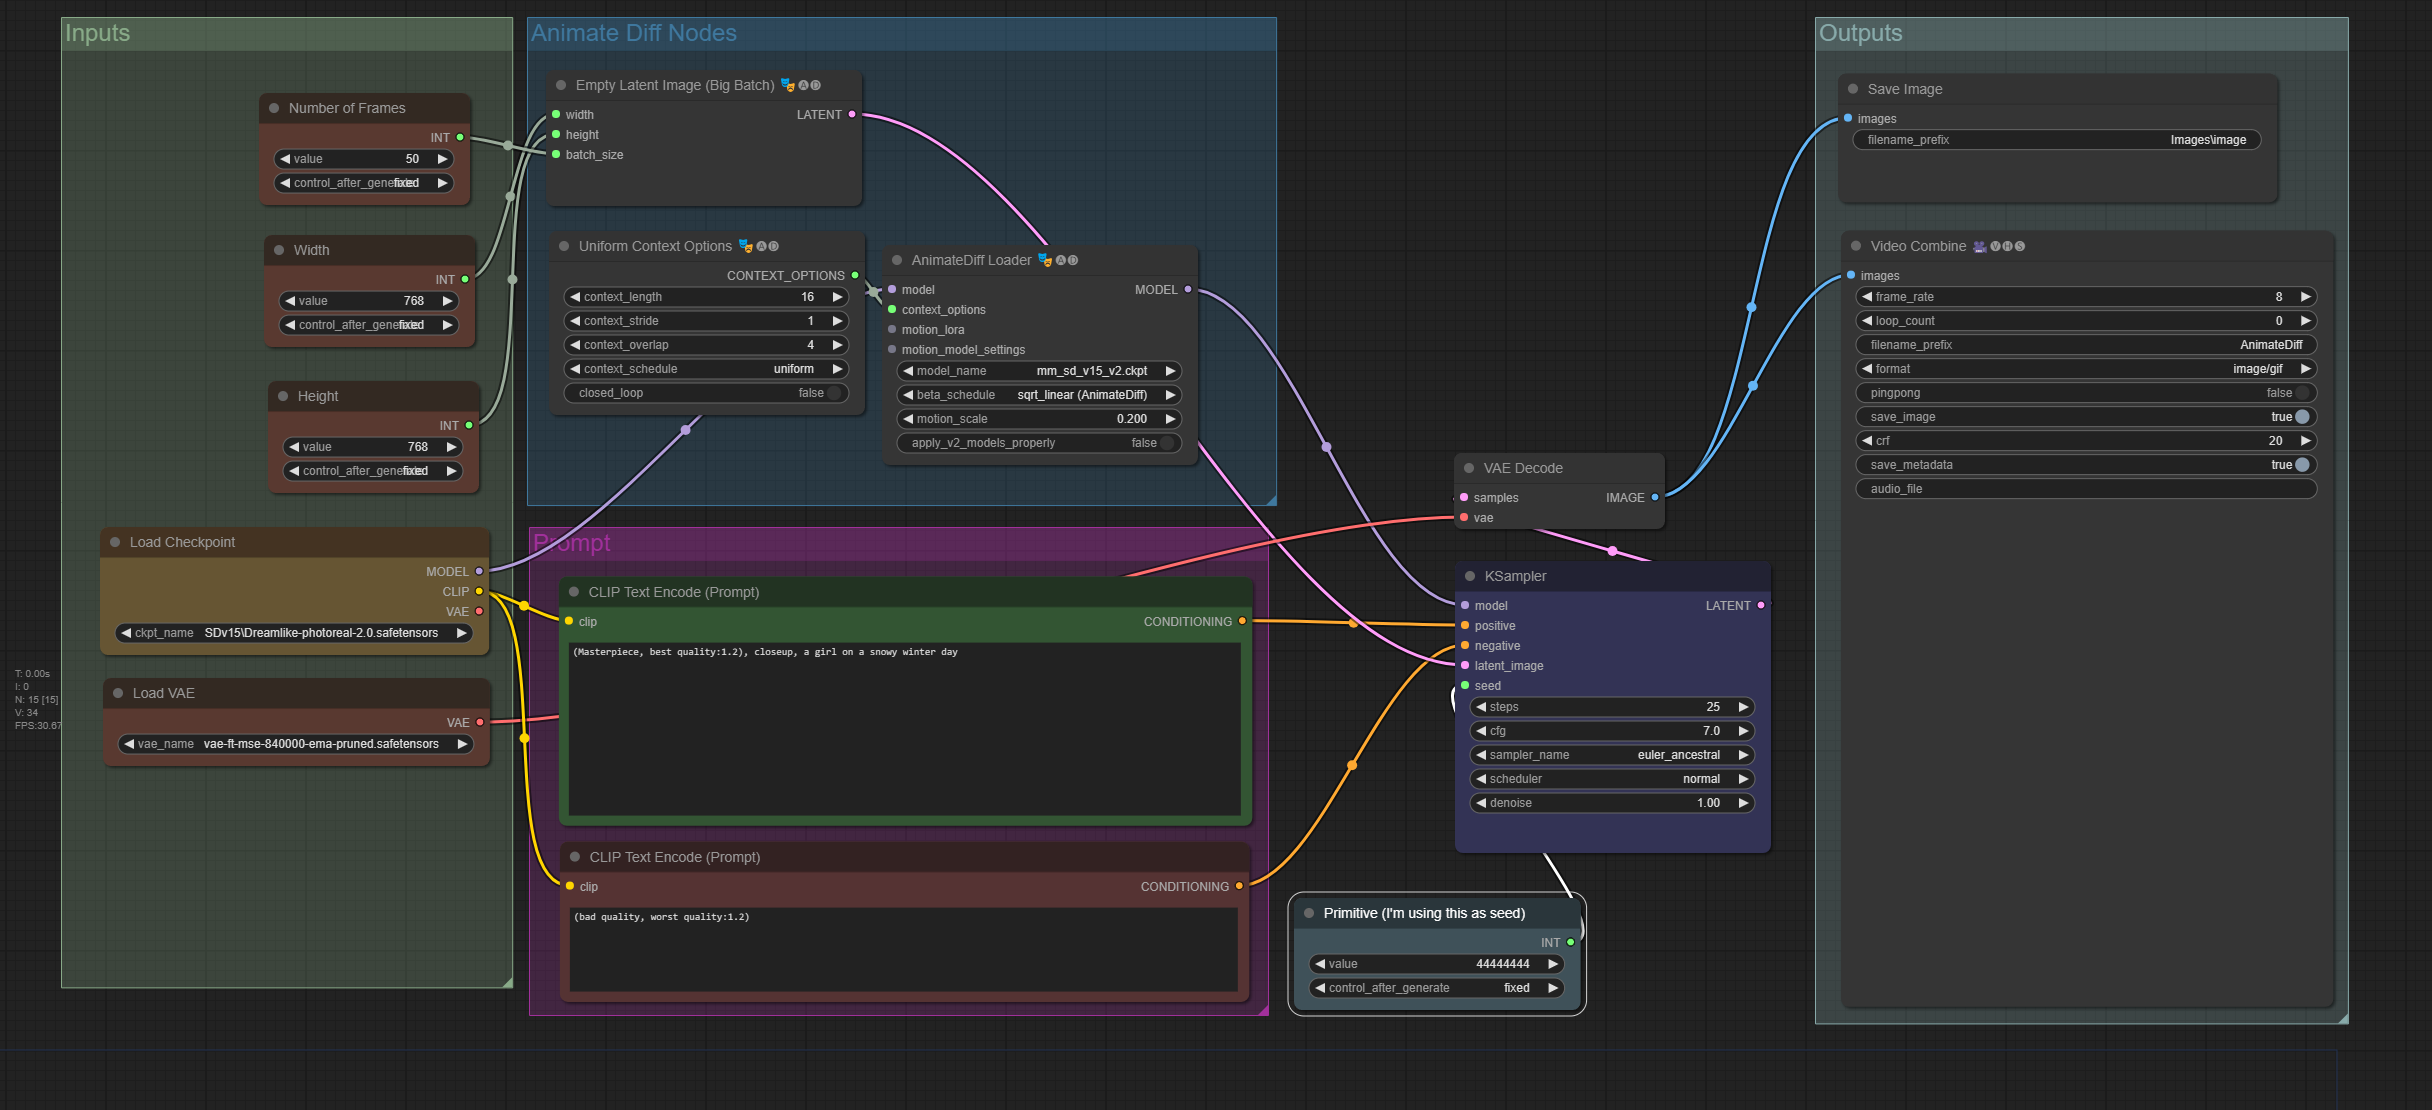 Inputs
Number of Frames
INT
value 50
control_after_gene fixed
Width
INT
value 768
control_after_gene fixed
Height
INT
value 768
control_after_gene fixed
Load Checkpoint
MODEL
CLIP
VAE
ckpt_name SDv15\Dreamlike-photoreal-2.0.safetensors
Load VAE
VAE
vae_name vae-ft-mse-840000-ema-pruned.safetensors
T: 0.00s
I: 0
N: 15 [15]
V: 34
FPS:30.67
Animate Diff Nodes
Empty Latent Image (Big Batch) 🎭🅐🅓
width LATENT
height
batch_size
Uniform Context Options 🎭🅐🅓
CONTEXT_OPTIONS
context_length 16
context_stride 1
context_overlap 4
context_schedule uniform
closed_loop false
AnimateDiff Loader 🎭🅐🅓
model MODEL
context_options
motion_lora
motion_model_settings
model_name mm_sd_v15_v2.ckpt
beta_schedule sqrt_linear (AnimateDiff)
motion_scale 0.200
apply_v2_models_properly false
Prompt
CLIP Text Encode (Prompt)
clip CONDITIONING
(Masterpiece, best quality:1.2), closeup, a girl on a snowy winter day
CLIP Text Encode (Prompt)
clip CONDITIONING
(bad quality, worst quality:1.2)
VAE Decode
samples IMAGE
vae
KSampler
model LATENT
positive
negative
latent_image
seed
steps 25
cfg 7.0
sampler_name euler_ancestral
scheduler normal
denoise 1.00
Primitive (I'm using this as seed)
INT
value 44444444
control_after_generate fixed
Outputs
Save Image
images
filename_prefix Images\image
Video Combine 🎥🅥🅗🅢
images
frame_rate 8
loop_count 0
filename_prefix AnimateDiff
format image/gif
pingpong false
save_image true
crf 20
save_metadata true
audio_file